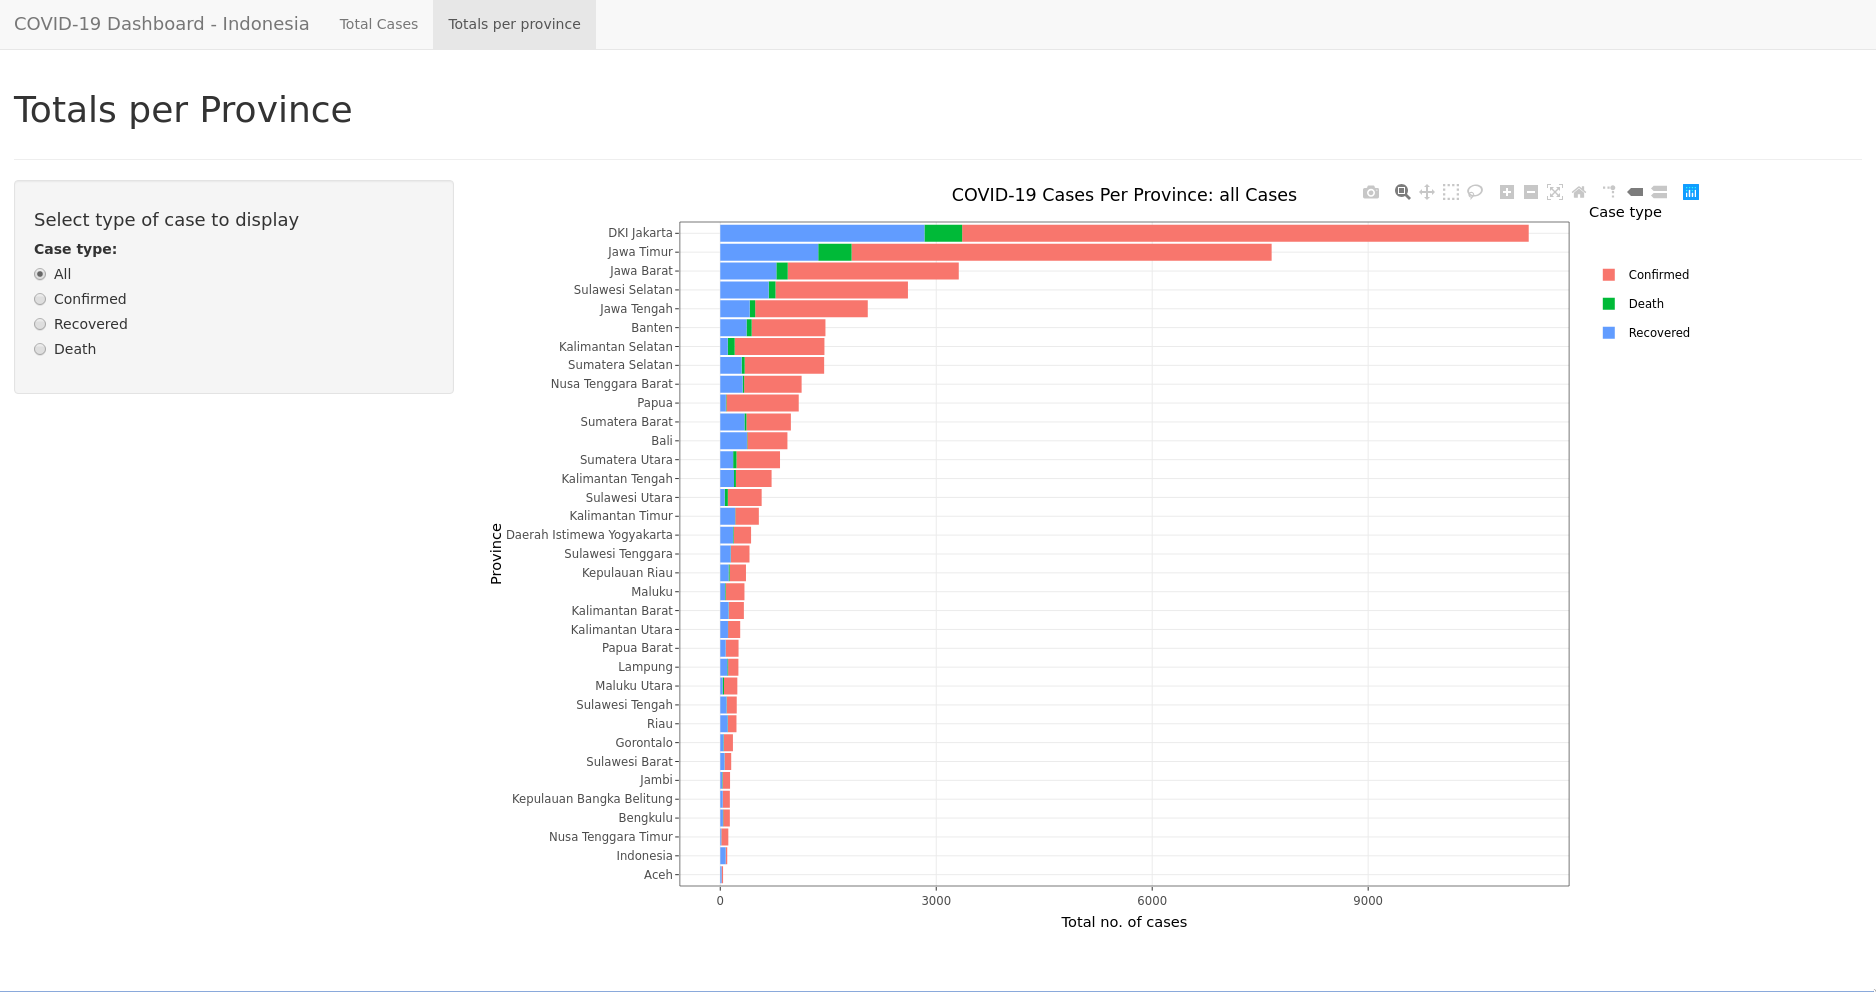 COVID-19 Dashboard - Indonesia Total Cases Totals per province
Totals per Province
Select type of case to display
Case type:
All
Confirmed
Recovered
Death
COVID-19 Cases Per Province: all Cases
Case type
Confirmed
Death
Recovered
Province
DKI Jakarta
Jawa Timur
Jawa Barat
Sulawesi Selatan
Jawa Tengah
Banten
Kalimantan Selatan
Sumatera Selatan
Nusa Tenggara Barat
Papua
Sumatera Barat
Bali
Sumatera Utara
Kalimantan Tengah
Sulawesi Utara
Kalimantan Timur
Daerah Istimewa Yogyakarta
Sulawesi Tenggara
Kepulauan Riau
Maluku
Kalimantan Barat
Kalimantan Utara
Papua Barat
Lampung
Maluku Utara
Sulawesi Tengah
Riau
Gorontalo
Sulawesi Barat
Jambi
Kepulauan Bangka Belitung
Bengkulu
Nusa Tenggara Timur
Indonesia
Aceh
0 3000 6000 9000
Total no. of cases